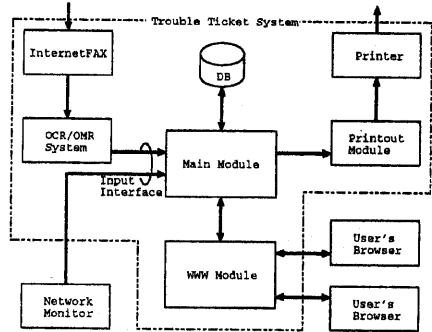 Trouble Ticket System
InternetFAX
DB
Printer
OCR/OMR
System
Main Module
Printout
Module
Input
Interface
WWW Module
User's
Browser
Network
Monitor
User's
Browser